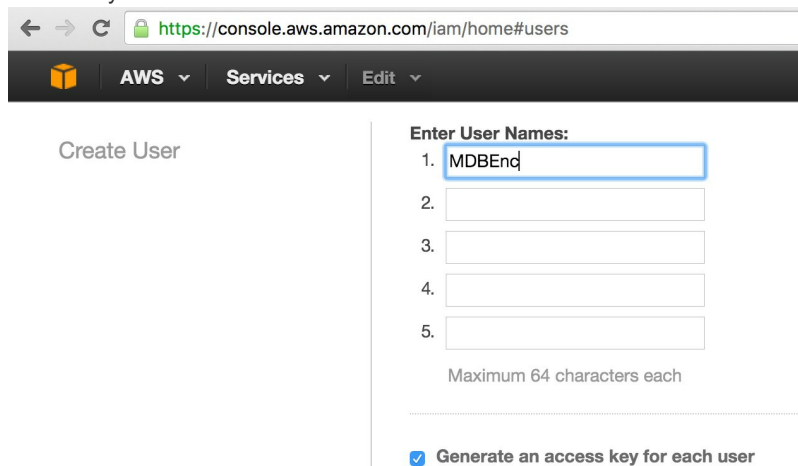 https://console.aws.amazon.com/iam/home#users
AWS Services Edit
Create User
Enter User Names:
1. MDBEnc
2.
3.
4.
5.
Maximum 64 characters each
Generate an access key for each user